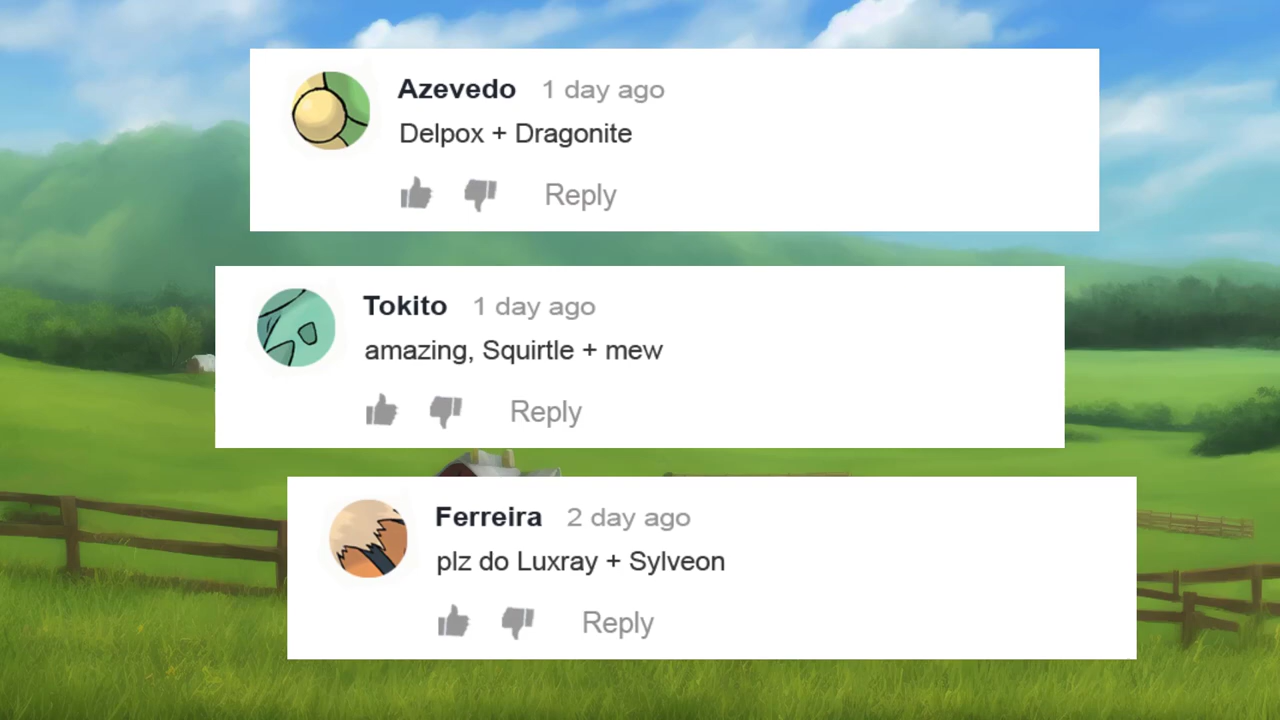 Azevedo 1 day ago
Delpox + Dragonite
Reply
Tokito 1 day ago
amazing, Squirtle + mew
Reply
Ferreira 2 day ago
plz do Luxray + Sylveon
Reply